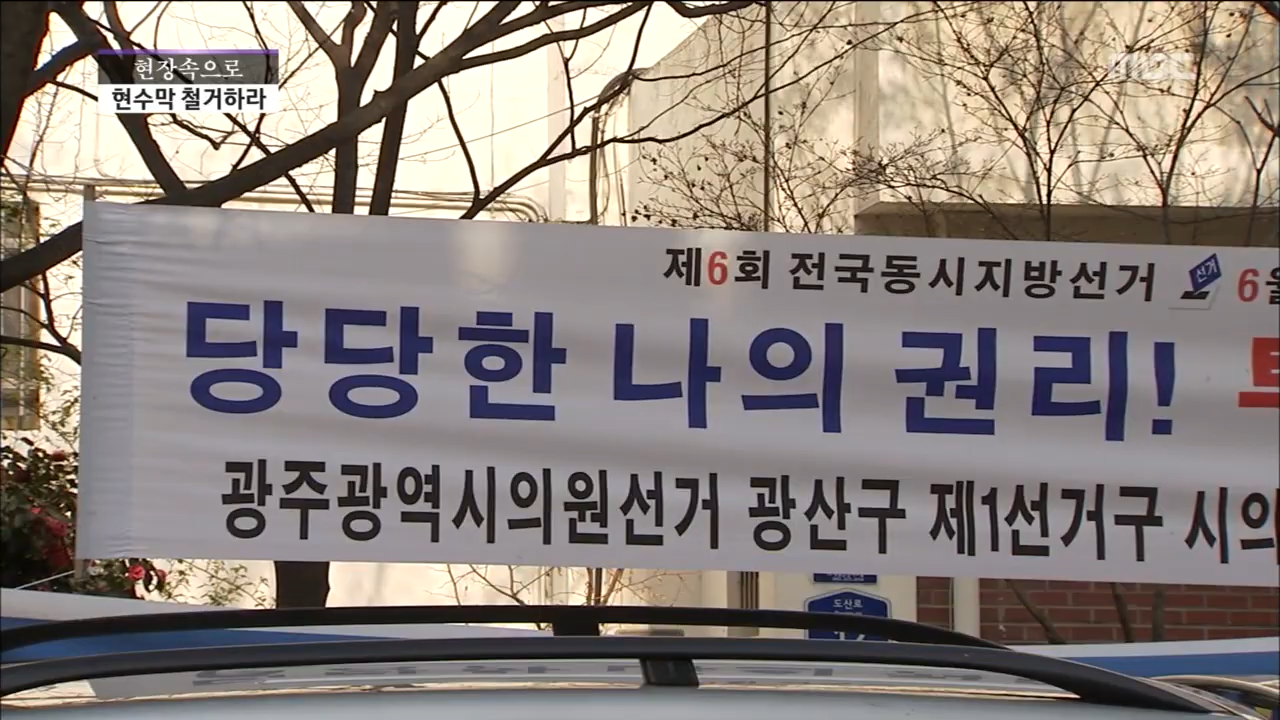 현장속으로
현수막 철거하라
MBC
제6회 전국동시지방선거 선거 6월
당당한 나의 권리!
광주광역시의원선거 광산구 제1선거구 시의
도산로